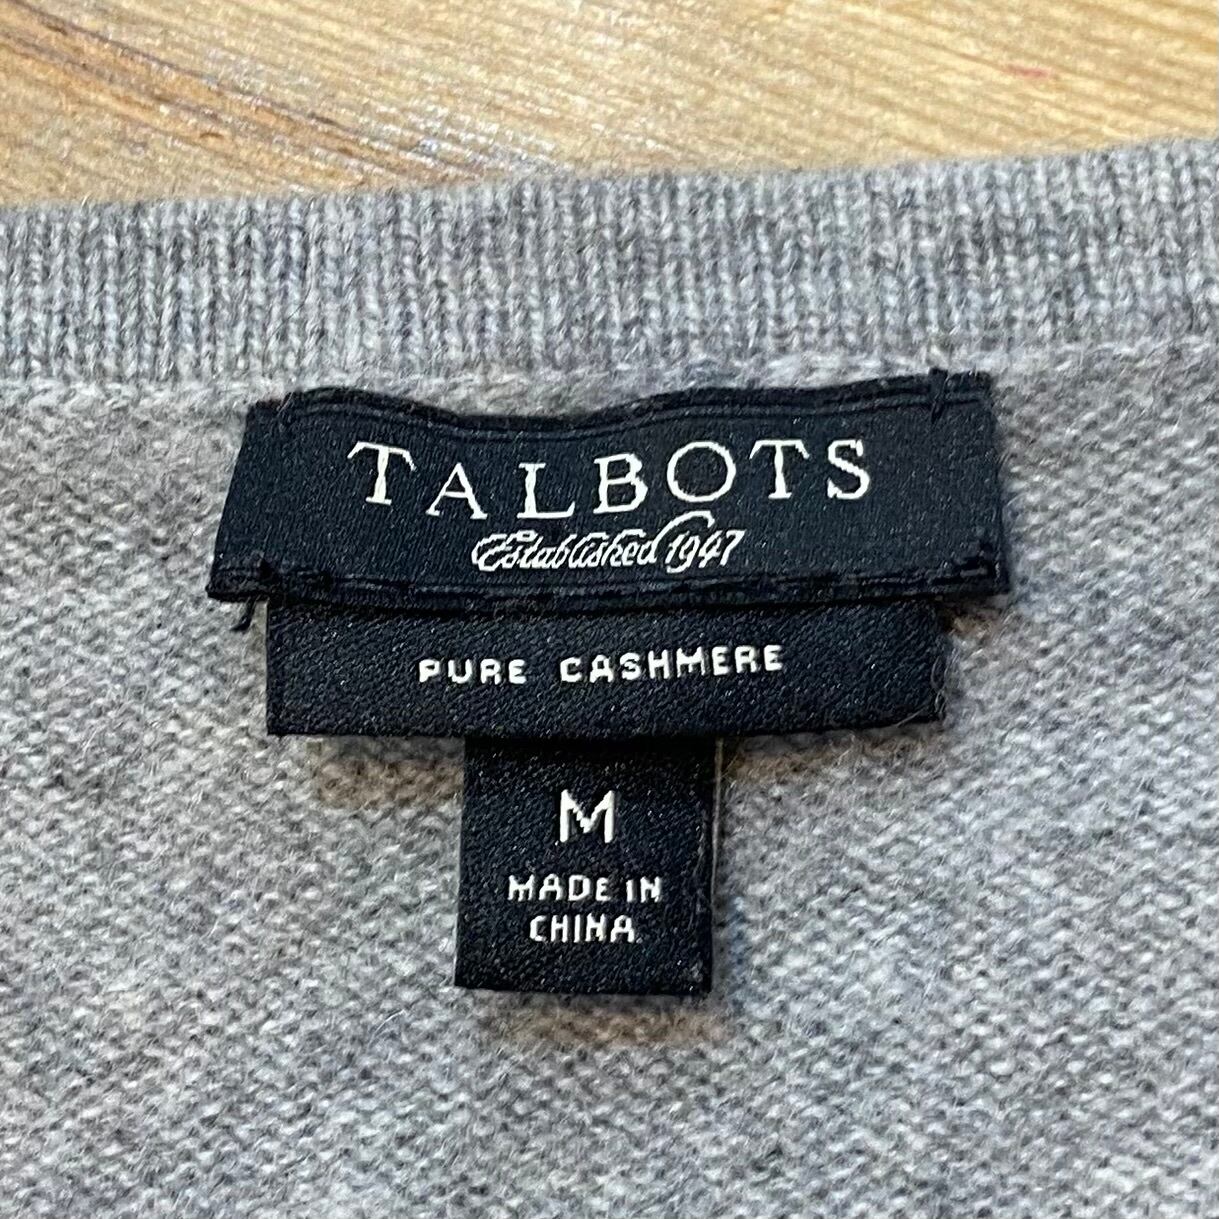 TALBOTS
Established 1947
PURE CASHMERE
M
MADE IN
CHINA